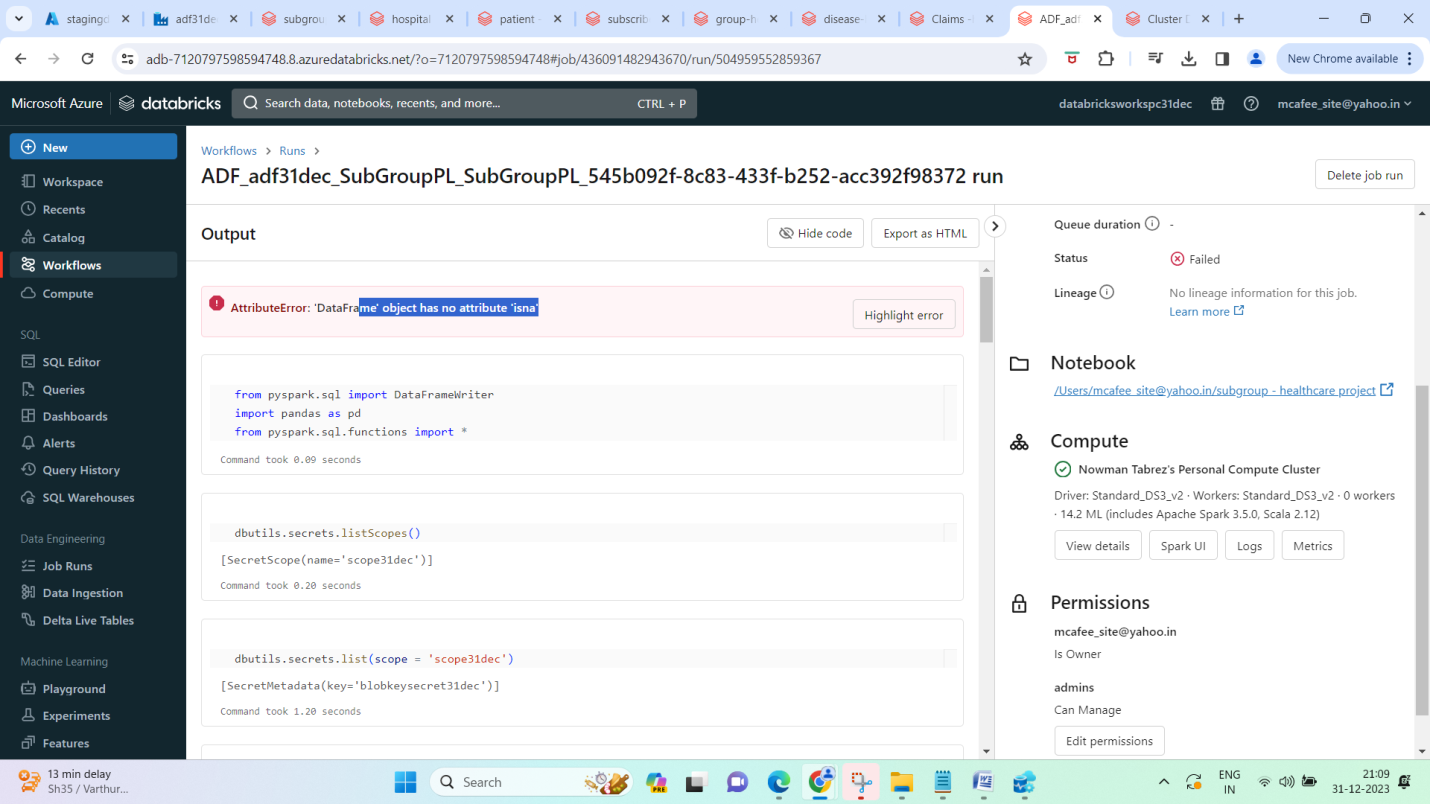 stagingd
adf31dec
subgrou
hospital
patient -
subscrib
group-h
disease-
Claims -
ADF_adf
Cluster D
adb-7120797598594748.8.azuredatabricks.net/?o=7120797598594748#job/436091482943670/run/504959552859367
New Chrome available
Microsoft Azure
databricks
Search data, notebooks, recents, and more...
CTRL + P
databricksworkspc31dec
mcafee_site@yahoo.in
New
Workspace
Recents
Catalog
Workflows
Compute
SQL
SQL Editor
Queries
Dashboards
Alerts
Query History
SQL Warehouses
Data Engineering
Job Runs
Data Ingestion
Delta Live Tables
Machine Learning
Playground
Experiments
Features
Workflows > Runs >
ADF_adf31dec_SubGroupPL_SubGroupPL_545b092f-8c83-433f-b252-acc392f98372 run
Delete job run
Output
Hide code
Export as HTML
AttributeError: 'DataFrame' object has no attribute 'isna'
Highlight error
from pyspark.sql import DataFrameWriter
import pandas as pd
from pyspark.sql.functions import *
Command took 0.09 seconds
dbutils.secrets.listScopes()
[SecretScope(name='scope31dec')]
Command took 0.20 seconds
dbutils.secrets.list(scope = 'scope31dec')
[SecretMetadata(key='blobkeysecret31dec')]
Command took 1.20 seconds
Queue duration -
Status Failed
Lineage No lineage information for this job.
Learn more
Notebook
/Users/mcafee_site@yahoo.in/subgroup - healthcare project
Compute
Nowman Tabrez's Personal Compute Cluster
Driver: Standard_DS3_v2 · Workers: Standard_DS3_v2 · 0 workers
· 14.2 ML (includes Apache Spark 3.5.0, Scala 2.12)
View details
Spark UI
Logs
Metrics
Permissions
mcafee_site@yahoo.in
Is Owner
admins
Can Manage
Edit permissions
13 min delay
Sh35 / Varthur...
Search
PRE
ENG
IN
21:09
31-12-2023